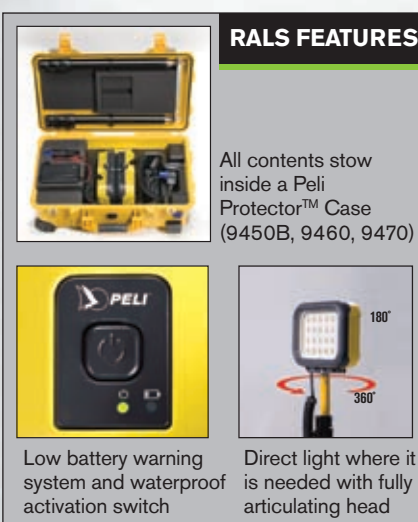 RALS FEATURES
All contents stow
inside a Peli
Protector™ Case
(9450B, 9460, 9470)
PELI
180°
360°
Low battery warning
system and waterproof
activation switch
Direct light where it
is needed with fully
articulating head